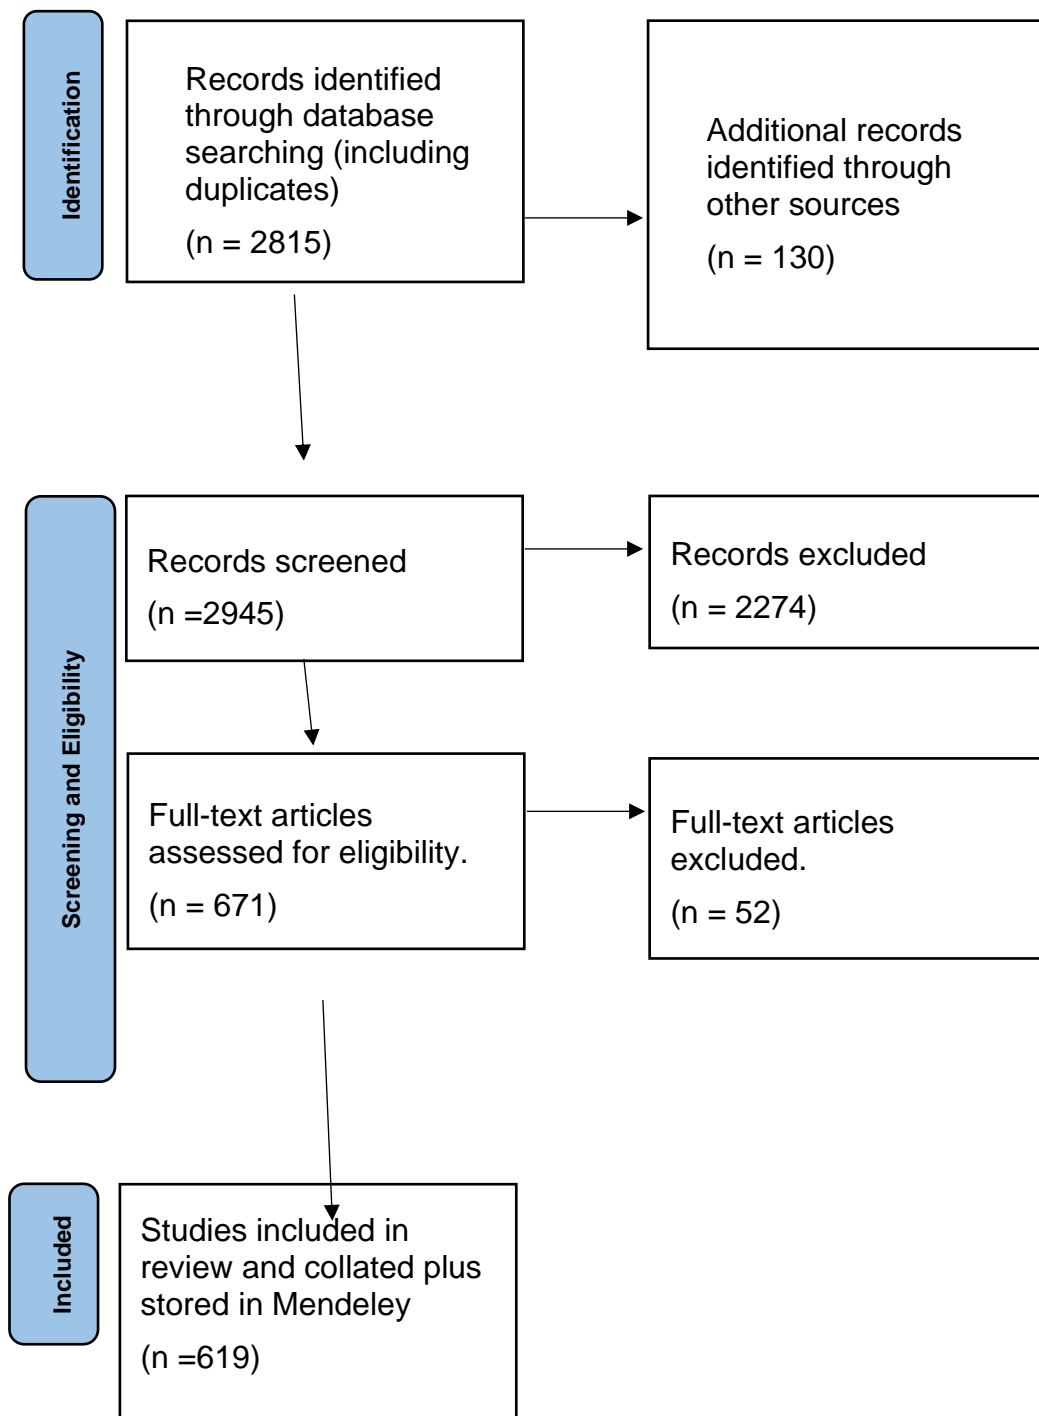 Identification
Records identified
through database
searching (including
duplicates)
(n = 2815)
Additional records
identified through
other sources
(n = 130)
Screening and Eligibility
Records screened
(n =2945)
Records excluded
(n = 2274)
Full-text articles
assessed for eligibility.
(n = 671)
Full-text articles
excluded.
(n = 52)
Included
Studies included in
review and collated plus
stored in Mendeley
(n =619)